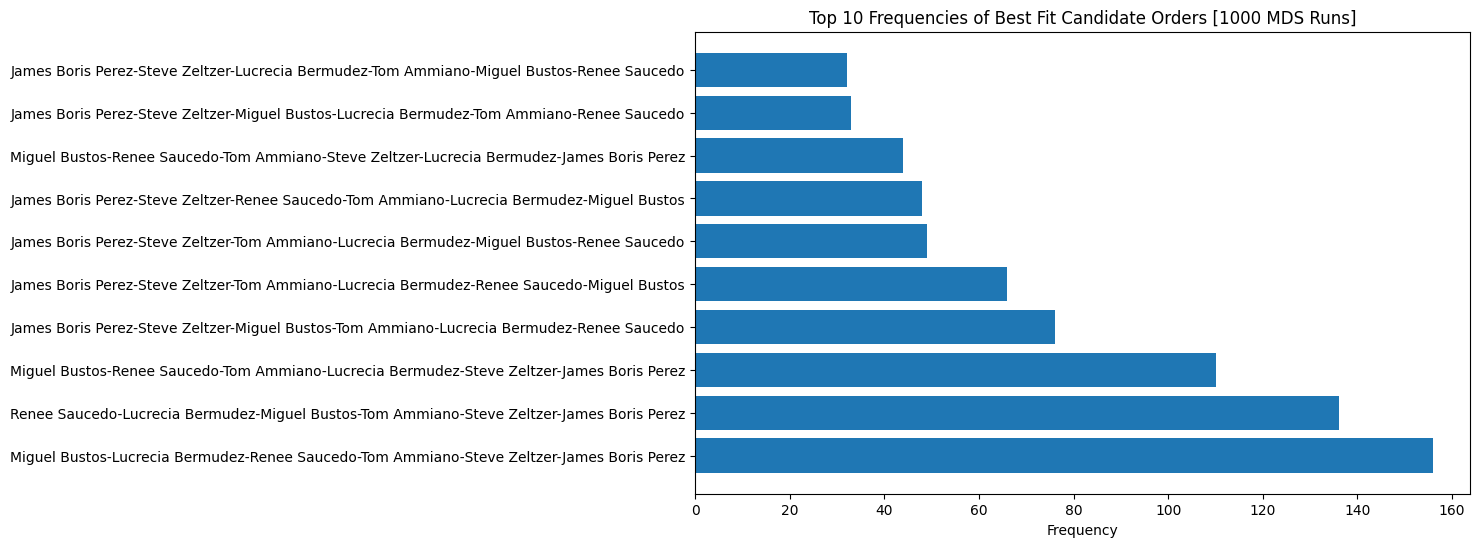 Top 10 Frequencies of Best Fit Candidate Orders [1000 MDS Runs]
James Boris Perez-Steve Zeltzer-Lucrecia Bermudez-Tom Ammiano-Miguel Bustos-Renee Saucedo
James Boris Perez-Steve Zeltzer-Miguel Bustos-Lucrecia Bermudez-Tom Ammiano-Renee Saucedo
Miguel Bustos-Renee Saucedo-Tom Ammiano-Steve Zeltzer-Lucrecia Bermudez-James Boris Perez
James Boris Perez-Steve Zeltzer-Renee Saucedo-Tom Ammiano-Lucrecia Bermudez-Miguel Bustos
James Boris Perez-Steve Zeltzer-Tom Ammiano-Lucrecia Bermudez-Miguel Bustos-Renee Saucedo
James Boris Perez-Steve Zeltzer-Tom Ammiano-Lucrecia Bermudez-Renee Saucedo-Miguel Bustos
James Boris Perez-Steve Zeltzer-Miguel Bustos-Tom Ammiano-Lucrecia Bermudez-Renee Saucedo
Miguel Bustos-Renee Saucedo-Tom Ammiano-Lucrecia Bermudez-Steve Zeltzer-James Boris Perez
Renee Saucedo-Lucrecia Bermudez-Miguel Bustos-Tom Ammiano-Steve Zeltzer-James Boris Perez
Miguel Bustos-Lucrecia Bermudez-Renee Saucedo-Tom Ammiano-Steve Zeltzer-James Boris Perez
0 20 40 60 80 100 120 140 160
Frequency